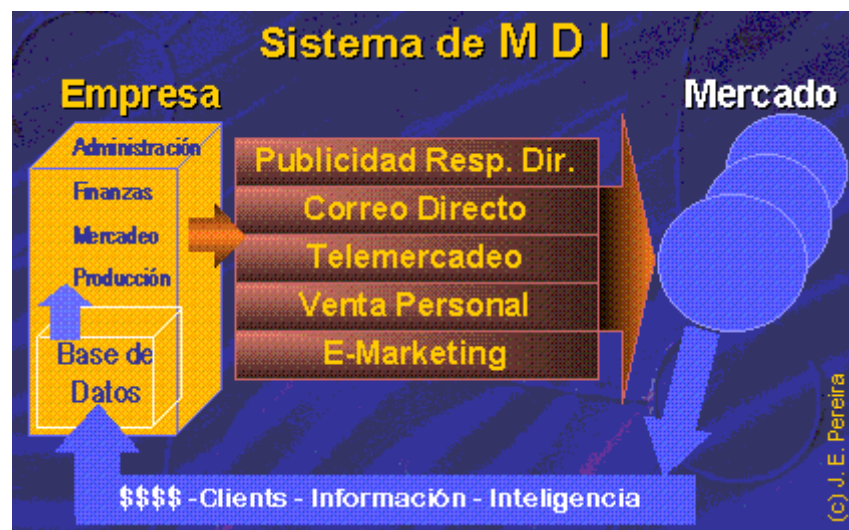 Sistema de M D I
Empresa
Mercado
Administración
Finanzas
Mercadeo
Producción
Base de
Datos
Publicidad Resp. Dir.
Correo Directo
Telemercadeo
Venta Personal
E-Marketing
$$$$ - Clients - Información - Inteligencia
(c) J. E. Pereira